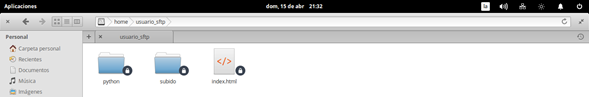 Aplicaciones
dom, 15 de abr 21:32
la
home
usuario_sftp
Personal
usuario_sftp
Carpeta personal
Recientes
Documentos
Música
Imágenes
</>
python
subido
index.html